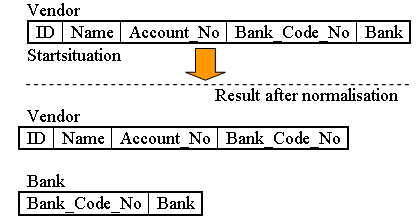 Vendor
ID Name Account_No Bank_Code_No Bank
Startsituation
Result after normalisation
Vendor
ID Name Account_No Bank_Code_No
Bank
Bank_Code_No Bank